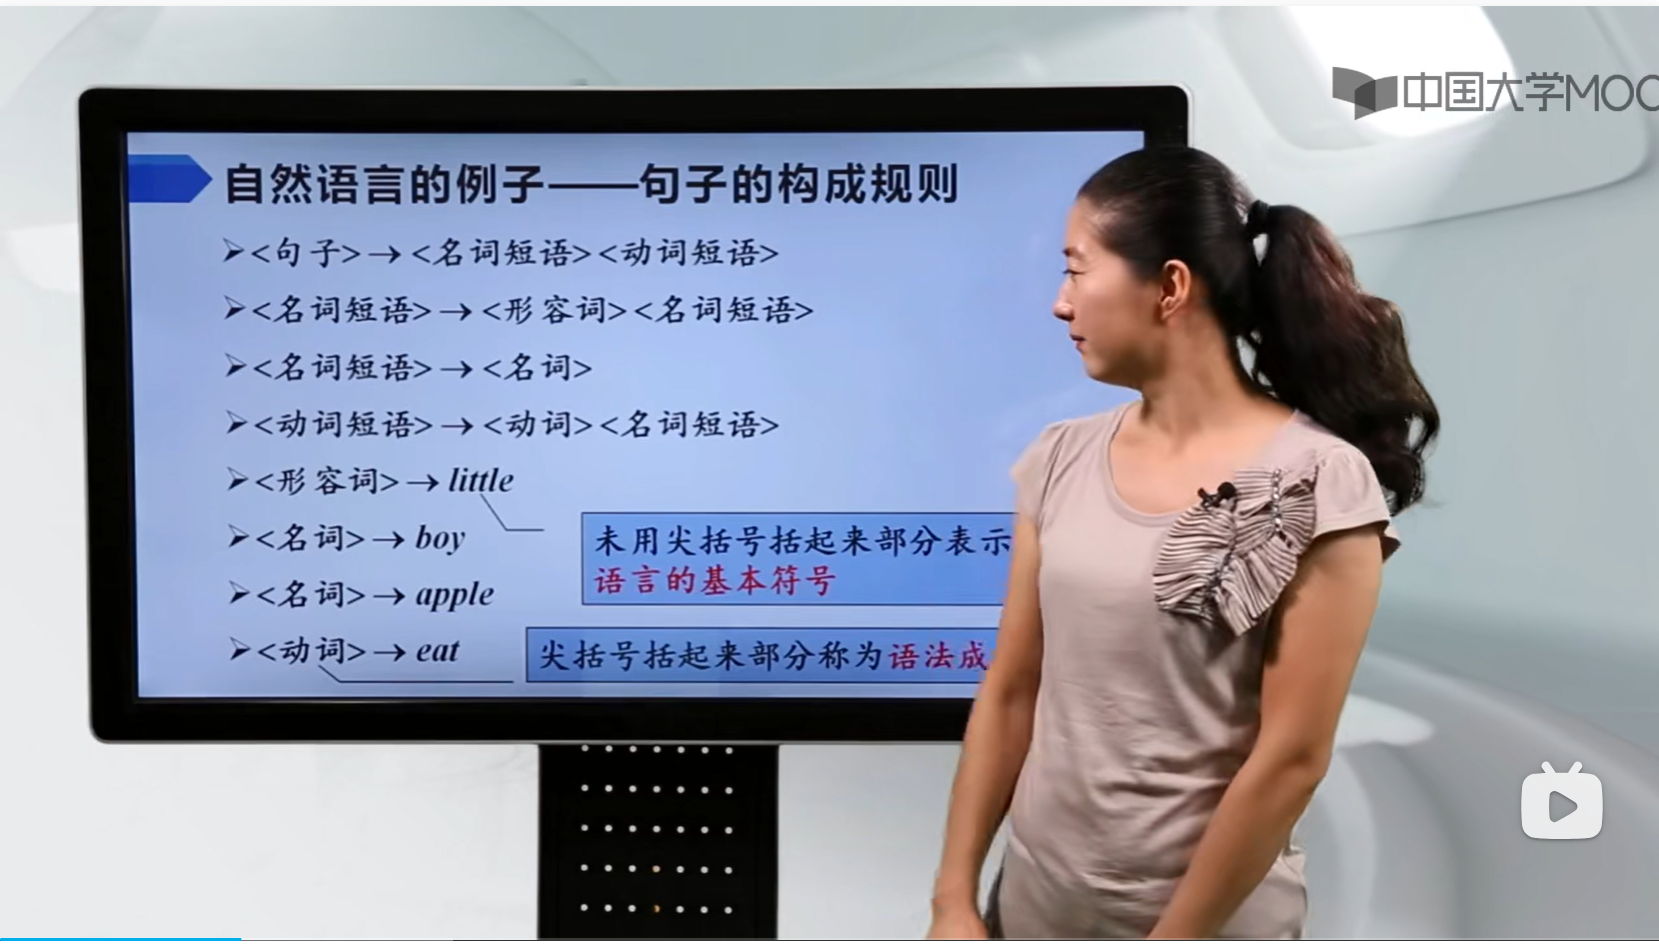 中国大学MOO
自然语言的例子——句子的构成规则
➢<句子>→<名词短语><动词短语>
➢<名词短语>→<形容词><名词短语>
➢<名词短语>→<名词>
➢<动词短语>→<动词><名词短语>
➢<形容词>→little
➢<名词>→boy
未用尖括号括起来部分表示
语言的基本符号
➢<名词>→apple
➢<动词>→eat
尖括号括起来部分称为语法成